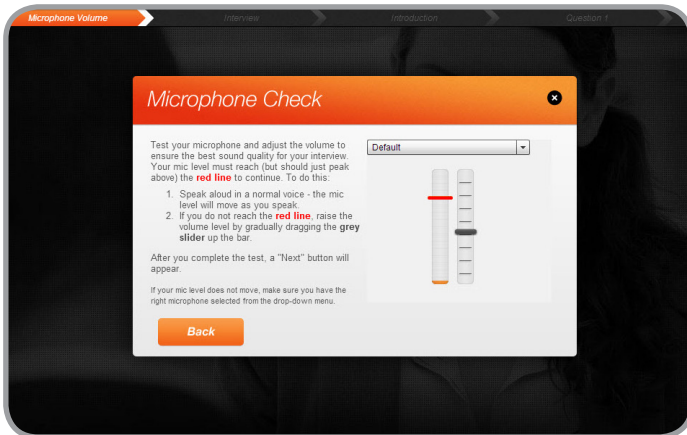 Microphone Volume
Interview
Introduction
Question 1
Microphone Check
Test your microphone and adjust the volume to
ensure the best sound quality for your interview.
Your mic level must reach (but should just peak
above) the red line to continue. To do this:
1. Speak aloud in a normal voice - the mic
level will move as you speak.
2. If you do not reach the red line, raise the
volume level by gradually dragging the grey
slider up the bar.
After you complete the test, a "Next" button will
appear.
If your mic level does not move, make sure you have the
right microphone selected from the drop-down menu.
Default
Back